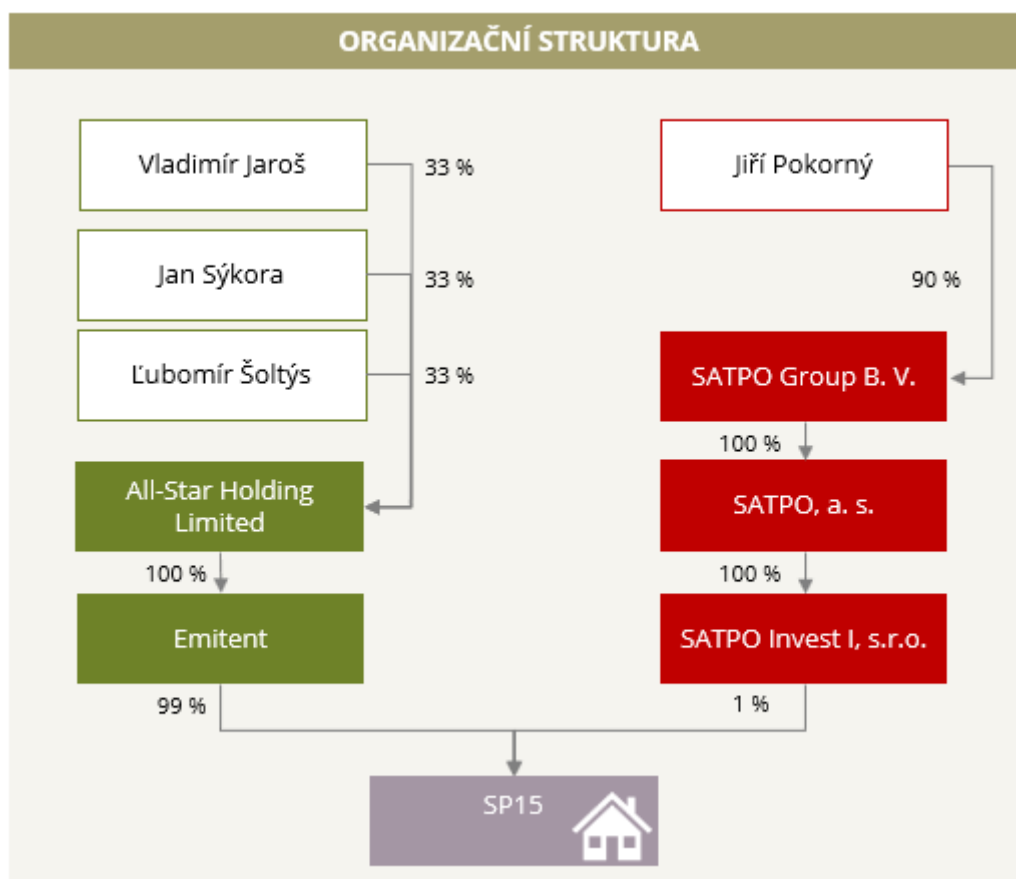 ORGANIZAČNÍ STRUKTURA
Vladimír Jaroš
33 %
Jan Sýkora
33 %
Ľubomír Šoltýs
33 %
All-Star Holding
Limited
100 %
Emitent
99 %
Jiří Pokorný
90 %
SATPO Group B. V.
100 %
SATPO, a. s.
100 %
SATPO Invest I, s.r.o.
1 %
SP15